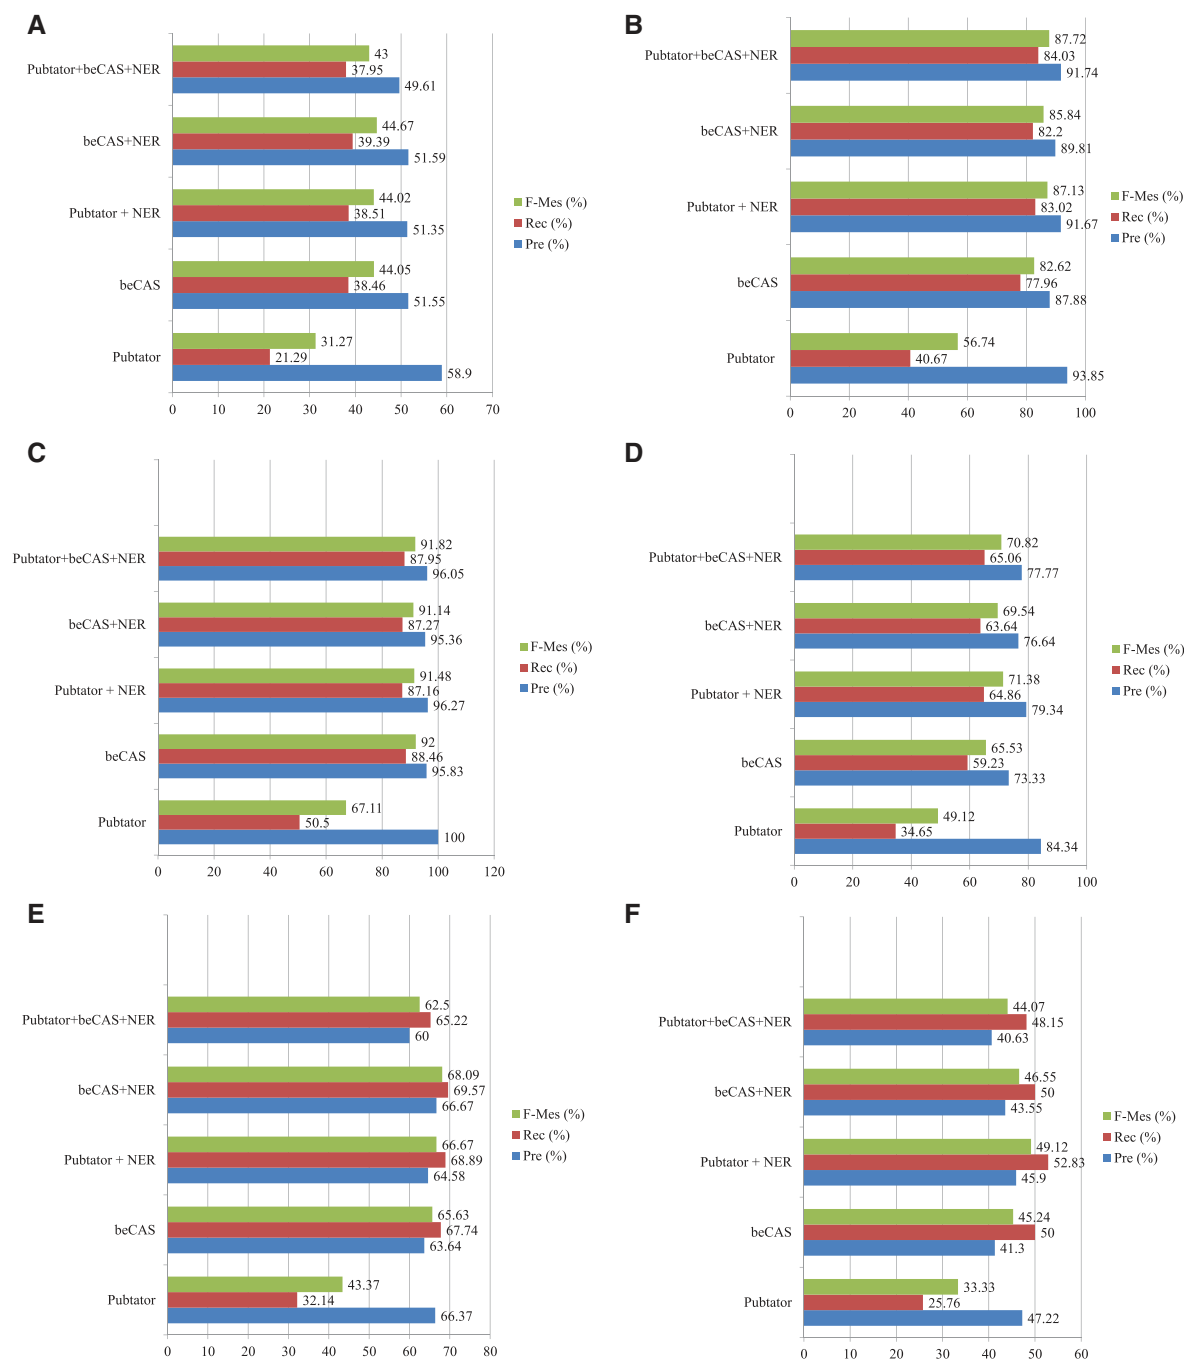 A
Pubtator+beCAS+NER
43
37.95
49.61
beCAS+NER
44.67
39.39
51.59
Pubtator + NER
44.02
38.51
51.35
beCAS
44.05
38.46
51.55
Pubtator
31.27
21.29
58.9
0 10 20 30 40 50 60 70
F-Mes (%)
Rec (%)
Pre (%)
B
Pubtator+beCAS+NER
87.72
84.03
91.74
beCAS+NER
85.84
82.2
89.81
Pubtator + NER
87.13
83.02
91.67
beCAS
82.62
77.96
87.88
Pubtator
56.74
40.67
93.85
0 20 40 60 80 100
F-Mes (%)
Rec (%)
Pre (%)
C
Pubtator+beCAS+NER
91.82
87.95
96.05
beCAS+NER
91.14
87.27
95.36
Pubtator + NER
91.48
87.16
96.27
beCAS
92
88.46
95.83
Pubtator
67.11
50.5
100
0 20 40 60 80 100 120
F-Mes (%)
Rec (%)
Pre (%)
D
Pubtator+beCAS+NER
70.82
65.06
77.77
beCAS+NER
69.54
63.64
76.64
Pubtator + NER
71.38
64.86
79.34
beCAS
65.53
59.23
73.33
Pubtator
49.12
34.65
84.34
0 20 40 60 80 100
F-Mes (%)
Rec (%)
Pre (%)
E
Pubtator+beCAS+NER
62.5
65.22
60
beCAS+NER
68.09
69.57
66.67
Pubtator + NER
66.67
68.89
64.58
beCAS
65.63
67.74
63.64
Pubtator
43.37
32.14
66.37
0 10 20 30 40 50 60 70 80
F-Mes (%)
Rec (%)
Pre (%)
F
Pubtator+beCAS+NER
44.07
48.15
40.63
beCAS+NER
46.55
50
43.55
Pubtator + NER
49.12
52.83
45.9
beCAS
45.24
50
41.3
Pubtator
33.33
25.76
47.22
0 10 20 30 40 50 60
F-Mes (%)
Rec (%)
Pre (%)